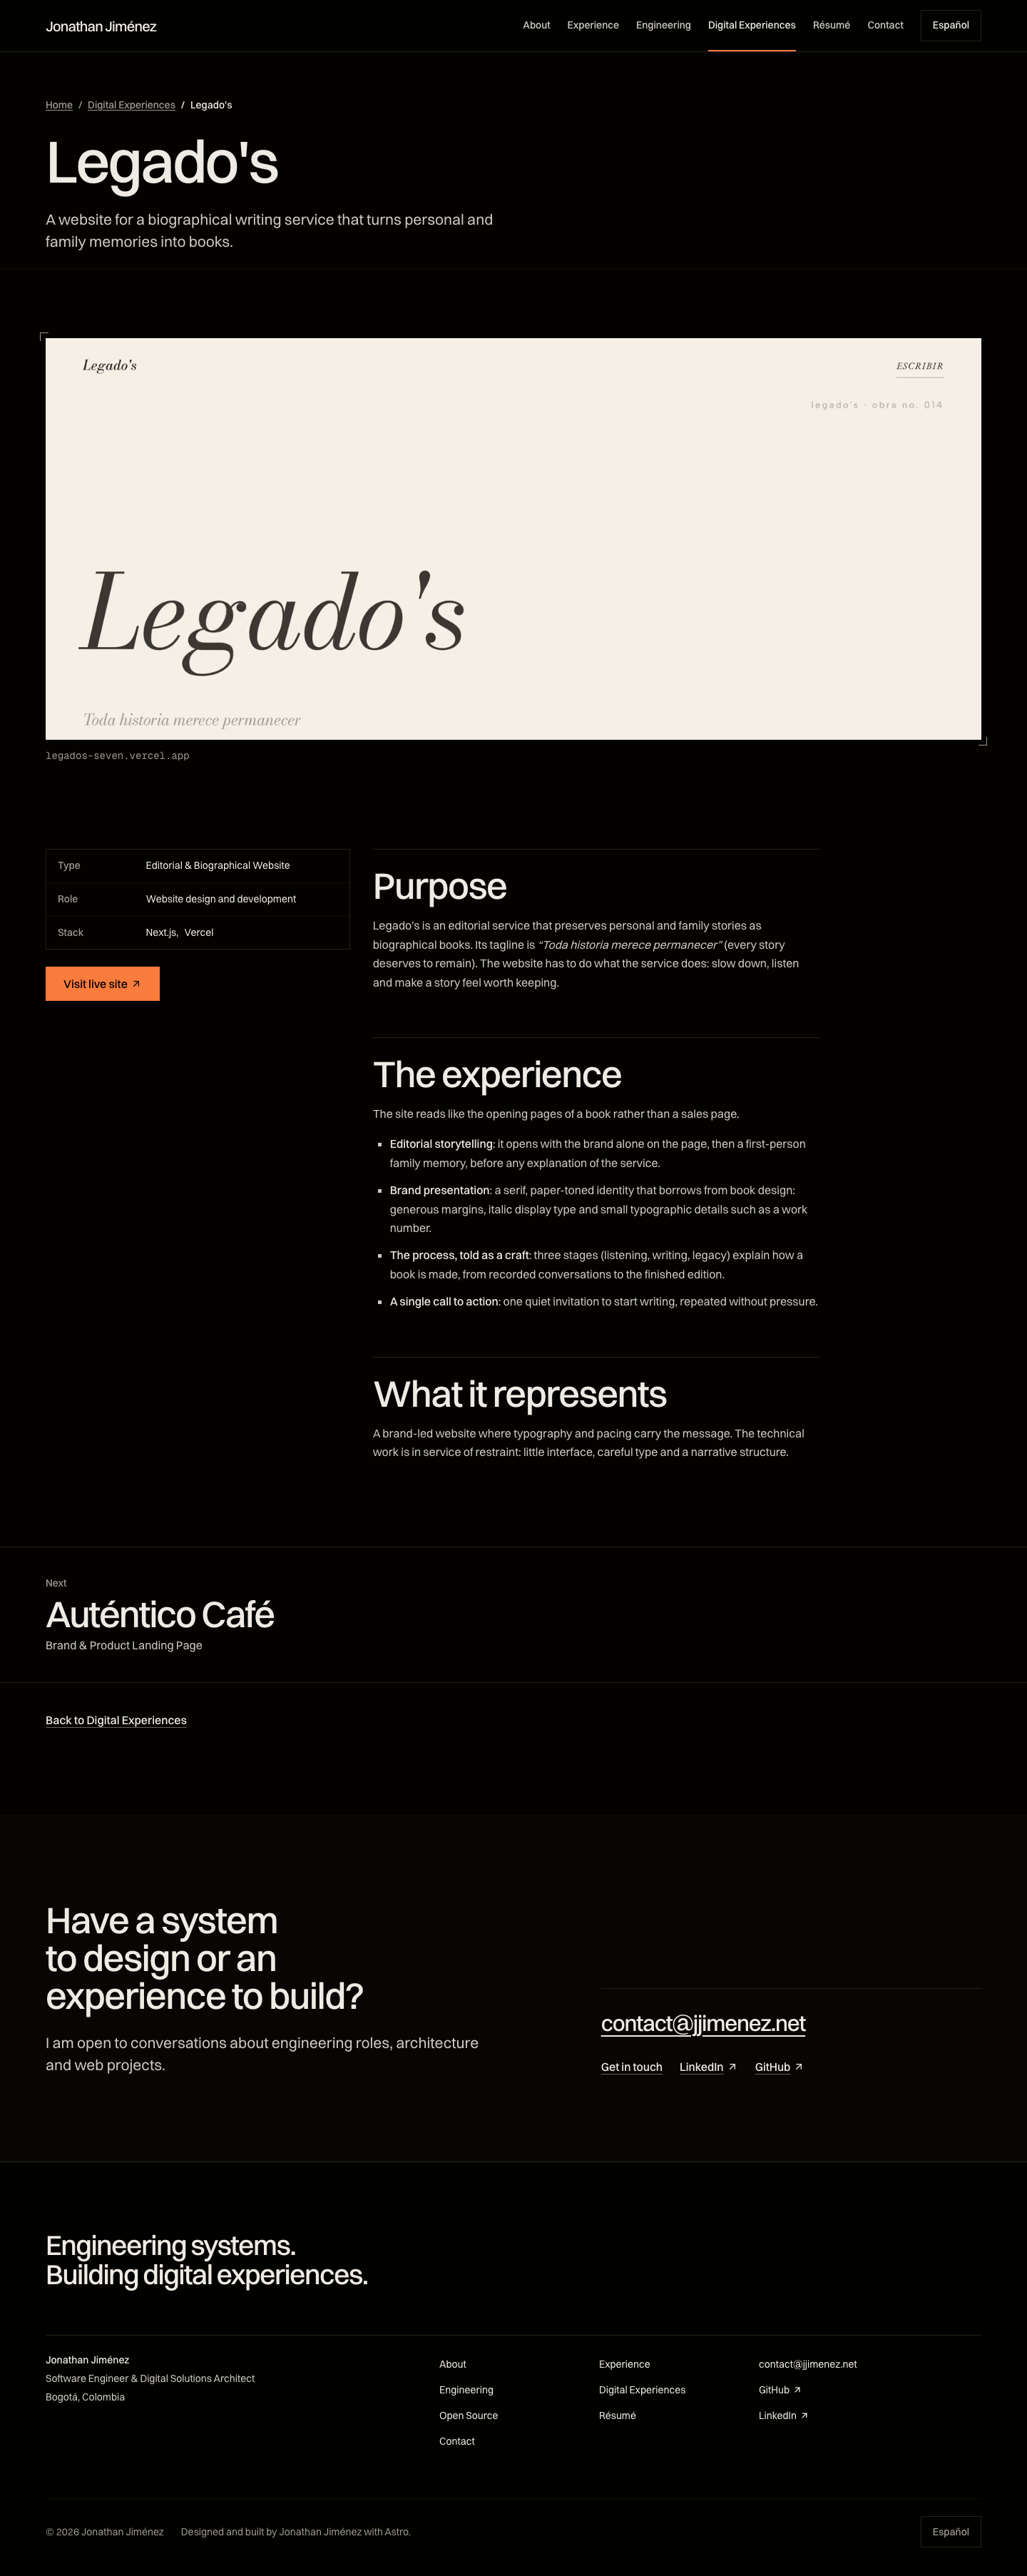 Jonathan Jiménez
About Experience Engineering Digital Experiences Résumé Contact Español
Home / Digital Experiences / Legado's
Legado's
A website for a biographical writing service that turns personal and
family memories into books.
Legado's
ESCRIBIR
legado's · obra no. 014
Legado's
Toda historia merece permanecer
legados-seven.vercel.app
Type Editorial & Biographical Website
Role Website design and development
Stack Next.js, Vercel
Visit live site ↗
Purpose
Legado's is an editorial service that preserves personal and family stories as
biographical books. Its tagline is “Toda historia merece permanecer” (every story
deserves to remain). The website has to do what the service does: slow down, listen
and make a story feel worth keeping.
The experience
The site reads like the opening pages of a book rather than a sales page.
Editorial storytelling: it opens with the brand alone on the page, then a first-person
family memory, before any explanation of the service.
Brand presentation: a serif, paper-toned identity that borrows from book design:
generous margins, italic display type and small typographic details such as a work
number.
The process, told as a craft: three stages (listening, writing, legacy) explain how a
book is made, from recorded conversations to the finished edition.
A single call to action: one quiet invitation to start writing, repeated without pressure.
What it represents
A brand-led website where typography and pacing carry the message. The technical
work is in service of restraint: little interface, careful type and a narrative structure.
Next
Auténtico Café
Brand & Product Landing Page
Back to Digital Experiences
Have a system
to design or an
experience to build?
I am open to conversations about engineering roles, architecture
and web projects.
contact@jjimenez.net
Get in touch LinkedIn ↗ GitHub ↗
Engineering systems.
Building digital experiences.
Jonathan Jiménez
Software Engineer & Digital Solutions Architect
Bogotá, Colombia
About
Engineering
Open Source
Contact
Experience
Digital Experiences
Résumé
contact@jjimenez.net
GitHub ↗
LinkedIn ↗
© 2026 Jonathan Jiménez Designed and built by Jonathan Jiménez with Astro.
Español